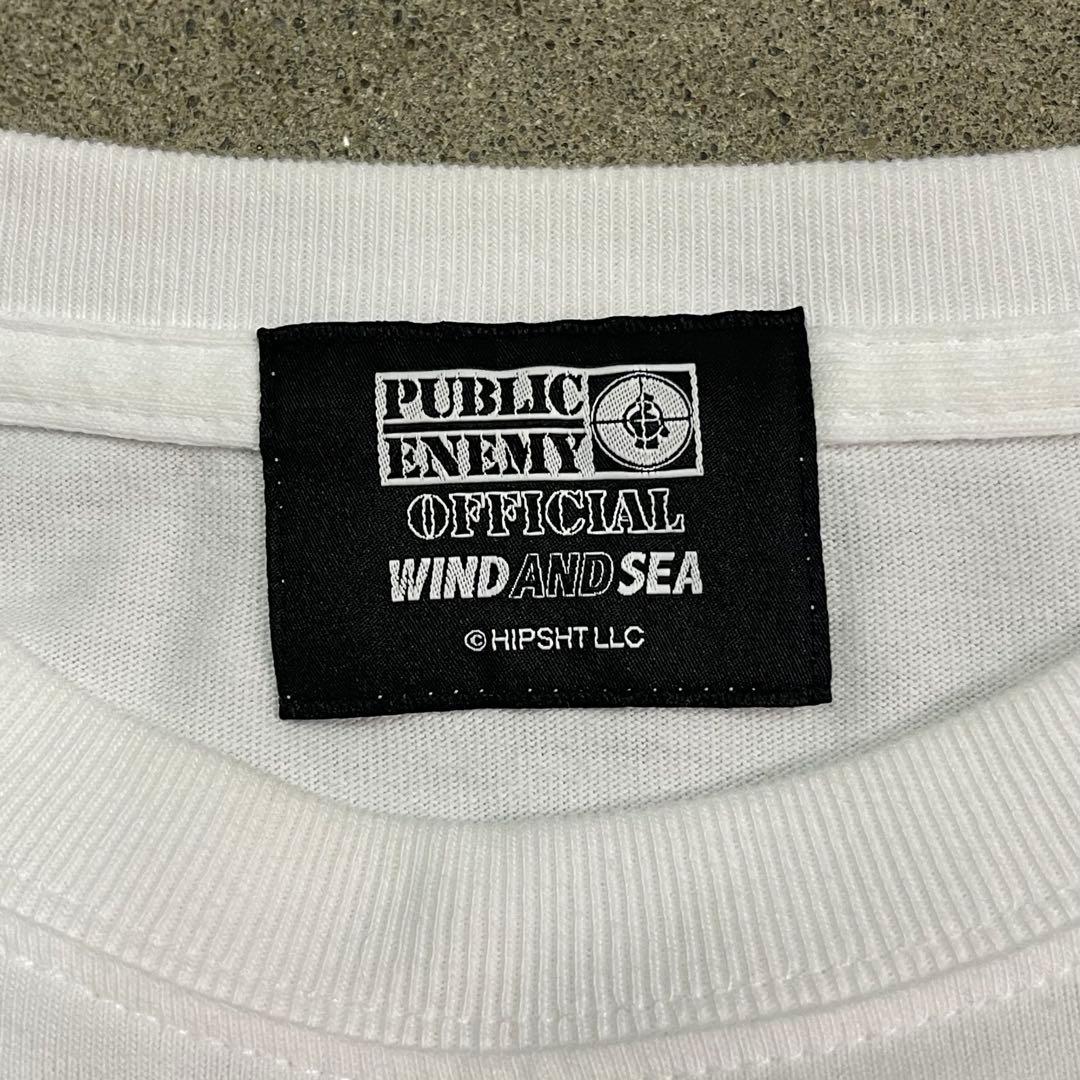 PUBLIC
ENEMY
OFFICIAL
WIND AND SEA
© HIPSHT LLC